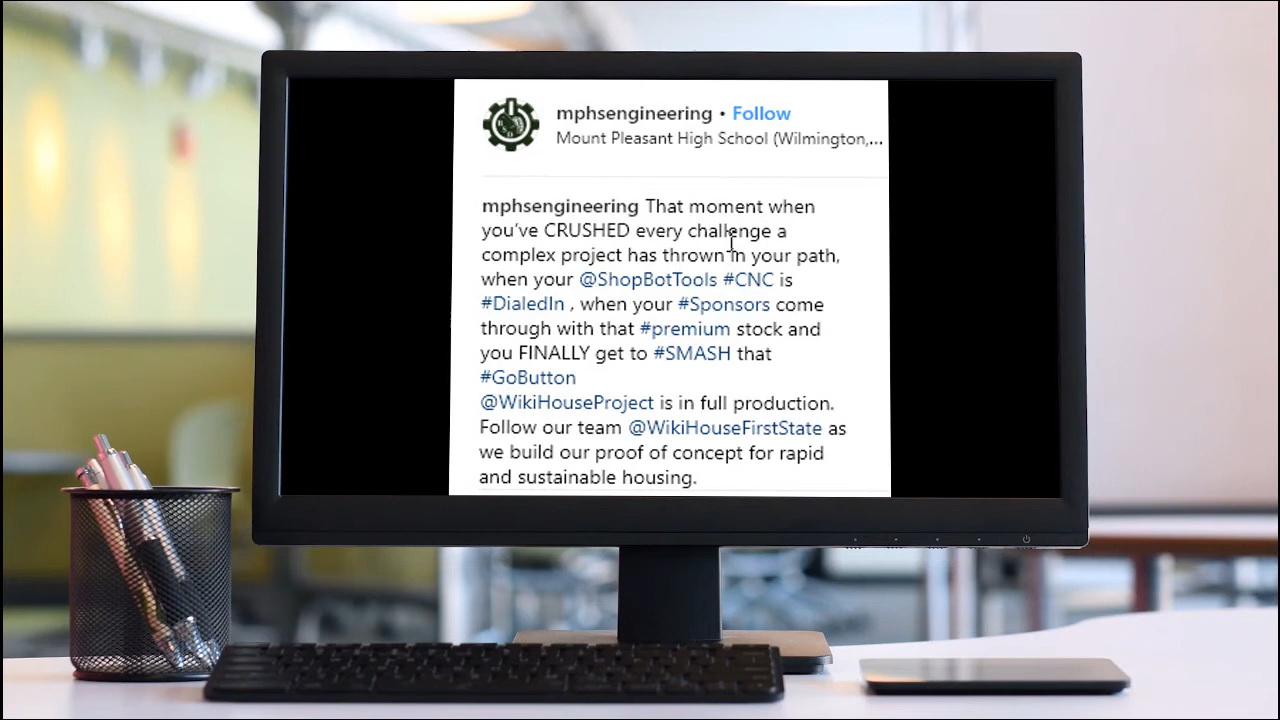 mphsengineering • Follow
Mount Pleasant High School (Wilmington,...
mphsengineering That moment when
you've CRUSHED every challenge a
complex project has thrown in your path,
when your @ShopBotTools #CNC is
#DialedIn , when your #Sponsors come
through with that #premium stock and
you FINALLY get to #SMASH that
#GoButton
@WikiHouseProject is in full production.
Follow our team @WikiHouseFirstState as
we build our proof of concept for rapid
and sustainable housing.